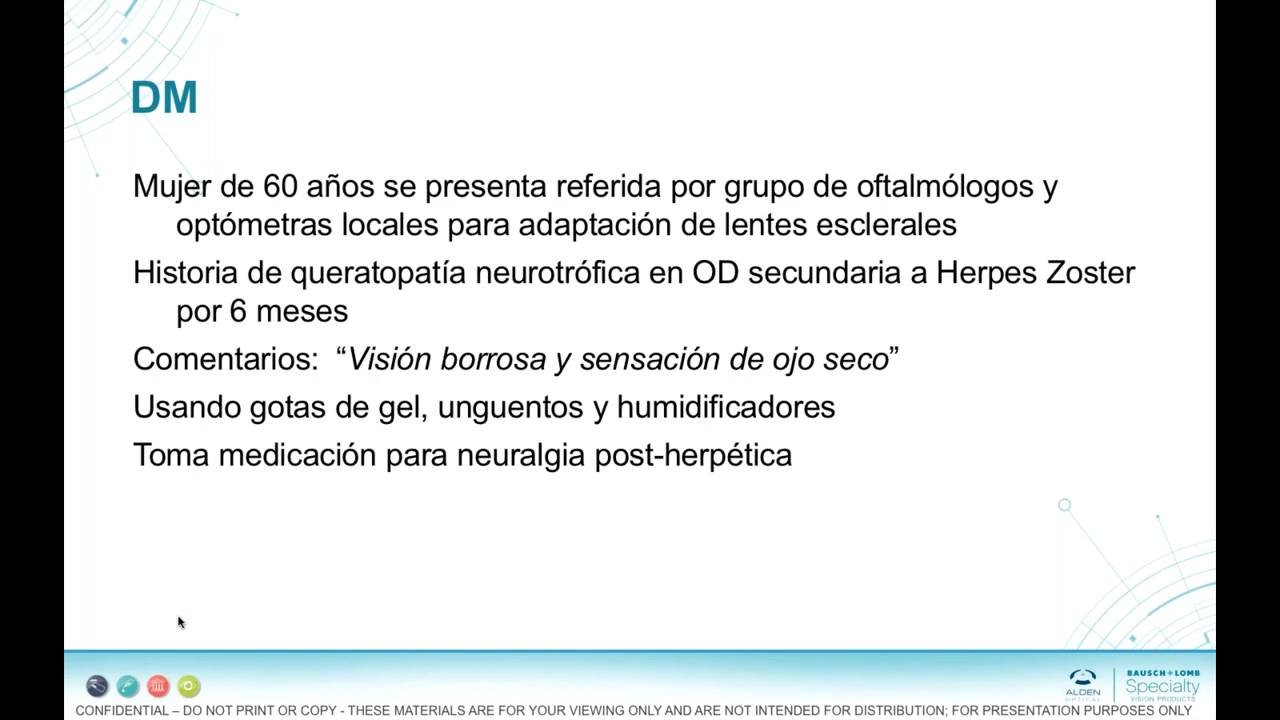 DM
Mujer de 60 años se presenta referida por grupo de oftalmólogos y
optómetras locales para adaptación de lentes esclerales
Historia de queratopatía neurotrófica en OD secundaria a Herpes Zoster
por 6 meses
Comentarios: “Visión borrosa y sensación de ojo seco”
Usando gotas de gel, unguentos y humidificadores
Toma medicación para neuralgia post-herpética
ALDEN
OPTICAL
BAUSCH + LOMB
Specialty
VISION PRODUCTS
CONFIDENTIAL – DO NOT PRINT OR COPY - THESE MATERIALS ARE FOR YOUR VIEWING ONLY AND ARE NOT INTENDED FOR DISTRIBUTION; FOR PRESENTATION PURPOSES ONLY